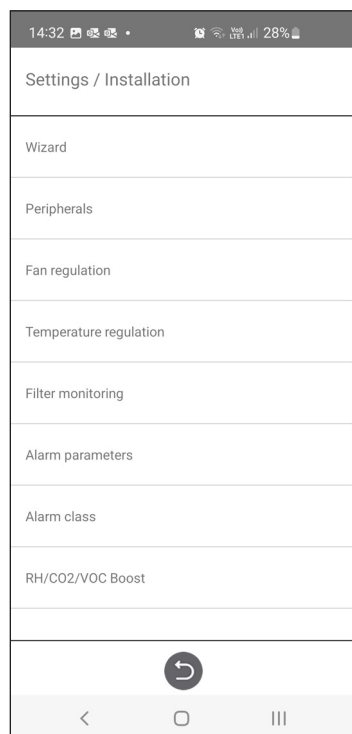 14:32 28%
Settings / Installation
Wizard
Peripherals
Fan regulation
Temperature regulation
Filter monitoring
Alarm parameters
Alarm class
RH/CO2/VOC Boost